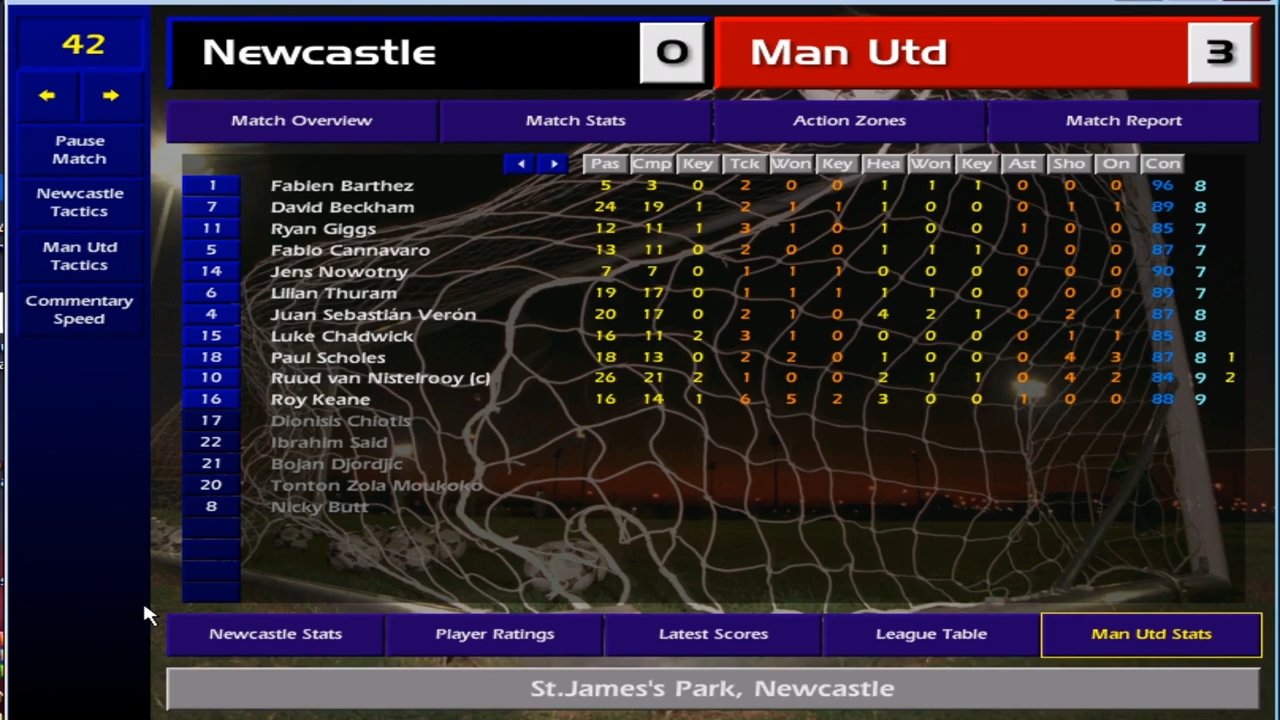 42
Newcastle 0 Man Utd 3
Match Overview Match Stats Action Zones Match Report
Pause
Match
Newcastle
Tactics
Man Utd
Tactics
Commentary
Speed
Pas Cmp Key Tck Won Key Hea Won Key Ast Sho On Con
1 Fabien Barthez 5 3 0 2 0 0 1 1 1 0 0 0 96 8
7 David Beckham 24 19 1 2 1 1 1 0 0 0 1 1 89 8
11 Ryan Giggs 12 11 1 3 1 0 1 0 0 1 0 0 85 7
5 Fabio Cannavaro 13 11 0 2 0 0 1 1 1 0 0 0 87 7
14 Jens Nowotny 7 7 0 1 1 1 0 0 0 0 0 0 90 7
6 Lilian Thuram 19 17 0 1 1 1 1 1 0 0 0 0 89 7
4 Juan Sebastián Verón 20 17 0 2 1 0 4 2 1 0 2 1 87 8
15 Luke Chadwick 16 11 2 3 1 0 0 0 0 0 1 1 85 8
18 Paul Scholes 18 13 0 2 2 0 1 0 0 0 4 3 87 8 1
10 Ruud van Nistelrooy (c) 26 21 2 1 0 0 2 1 1 0 4 2 84 9 2
16 Roy Keane 16 14 1 6 5 2 3 0 0 1 0 0 88 9
17 Dionisis Chiotis
22 Ibrahim Said
21 Bojan Djordjic
20 Tonton Zola Moukoko
8 Nicky Butt
Newcastle Stats Player Ratings Latest Scores League Table Man Utd Stats
St.James's Park, Newcastle